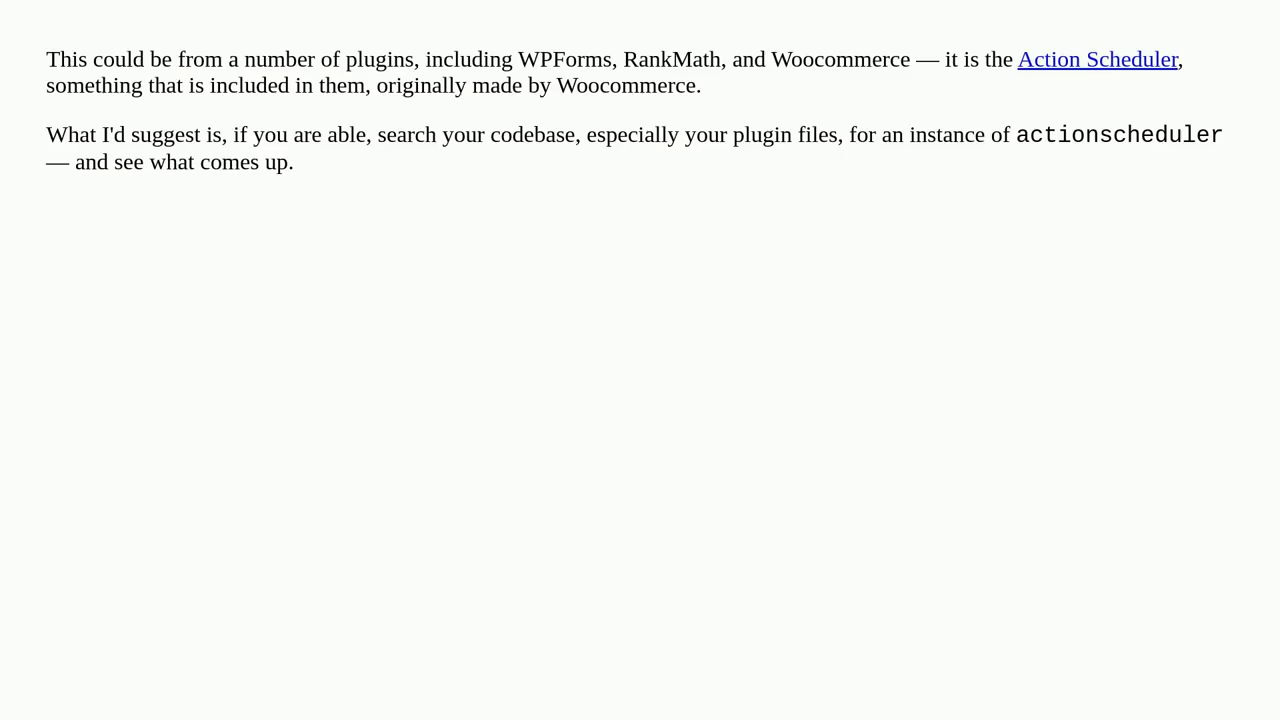 This could be from a number of plugins, including WPForms, RankMath, and Woocommerce — it is the Action Scheduler,
something that is included in them, originally made by Woocommerce.
What I'd suggest is, if you are able, search your codebase, especially your plugin files, for an instance of actionscheduler
— and see what comes up.